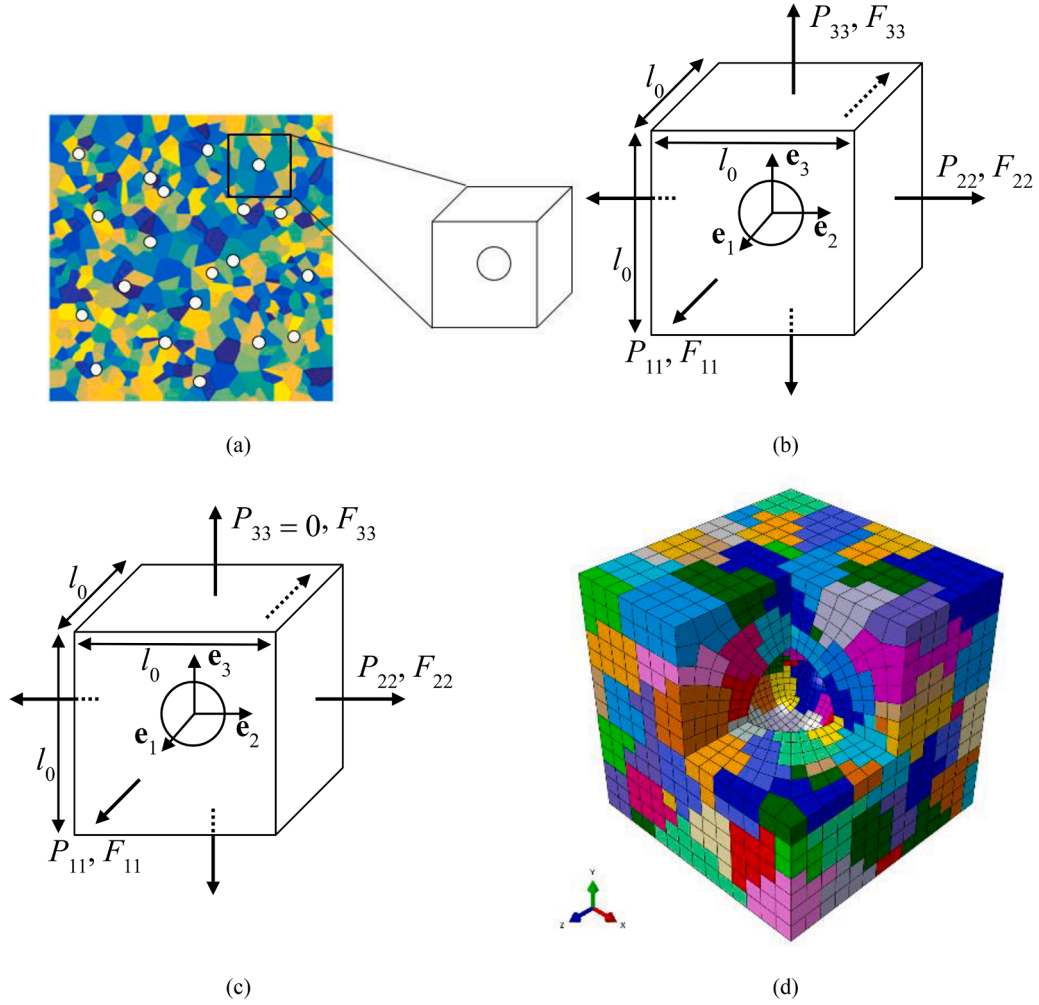 P33, F33
l0
l0
e3
P22, F22
e1
e2
l0
P11, F11
(a)
(b)
P33 = 0, F33
l0
l0
e3
P22, F22
e1
e2
l0
P11, F11
Y
Z
X
(c)
(d)